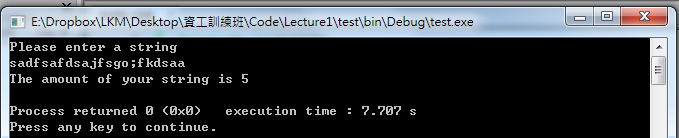 E:\Dropbox\LKM\Desktop\資工訓練班\Code\Lecture1\test\bin\Debug\test.exe
Please enter a string
sadfsafdsajfsgo;fkdsaa
The amount of your string is 5
Process returned 0 (0x0)   execution time : 7.707 s
Press any key to continue.